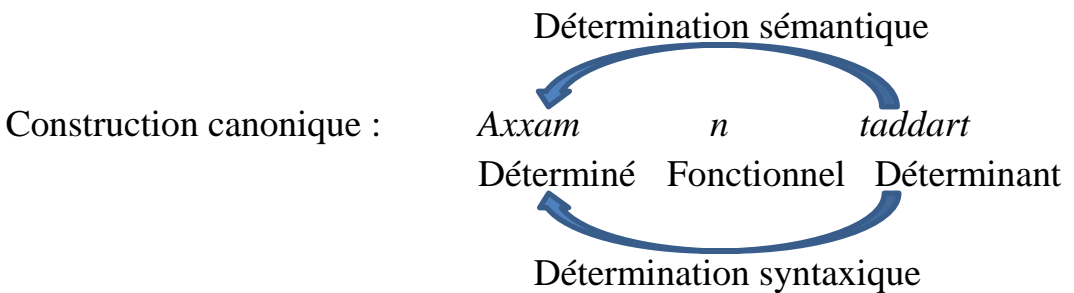 Détermination sémantique
Construction canonique : Axxam n taddart
Déterminé Fonctionnel Déterminant
Détermination syntaxique